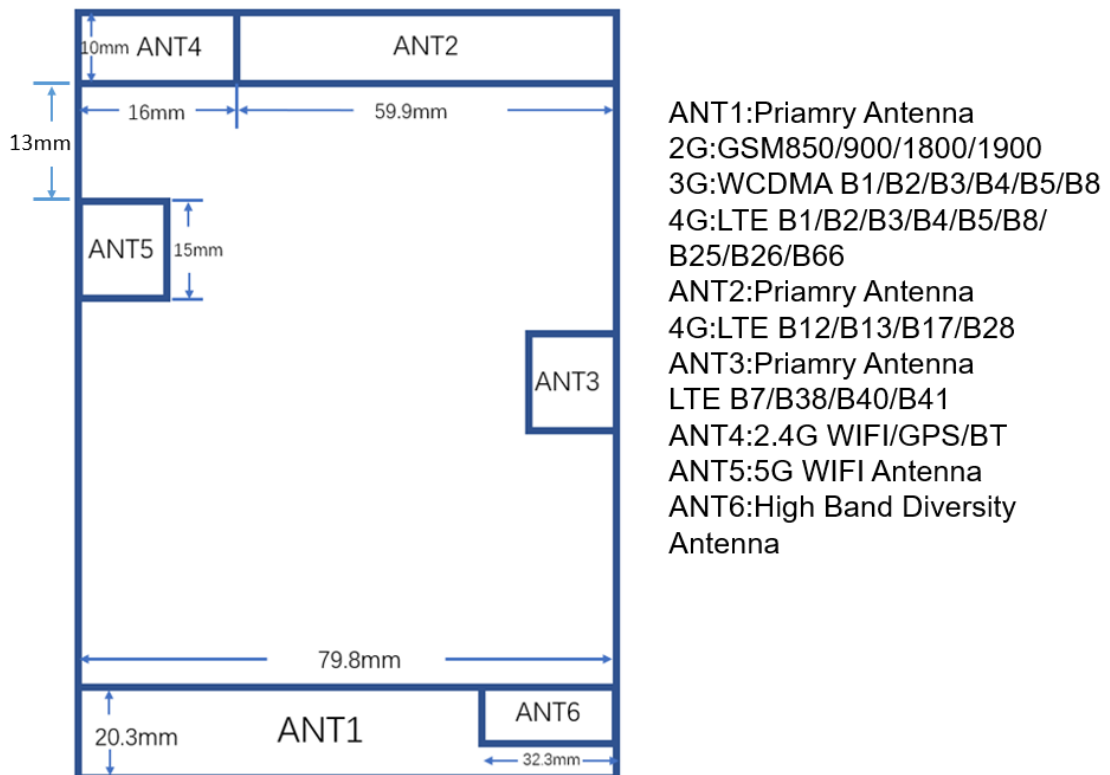 10mm
ANT4
ANT2
16mm
59.9mm
13mm
ANT5
15mm
ANT3
79.8mm
20.3mm
ANT1
ANT6
32.3mm
ANT1:Priamry Antenna
2G:GSM850/900/1800/1900
3G:WCDMA B1/B2/B3/B4/B5/B8
4G:LTE B1/B2/B3/B4/B5/B8/
B25/B26/B66
ANT2:Priamry Antenna
4G:LTE B12/B13/B17/B28
ANT3:Priamry Antenna
LTE B7/B38/B40/B41
ANT4:2.4G WIFI/GPS/BT
ANT5:5G WIFI Antenna
ANT6:High Band Diversity
Antenna